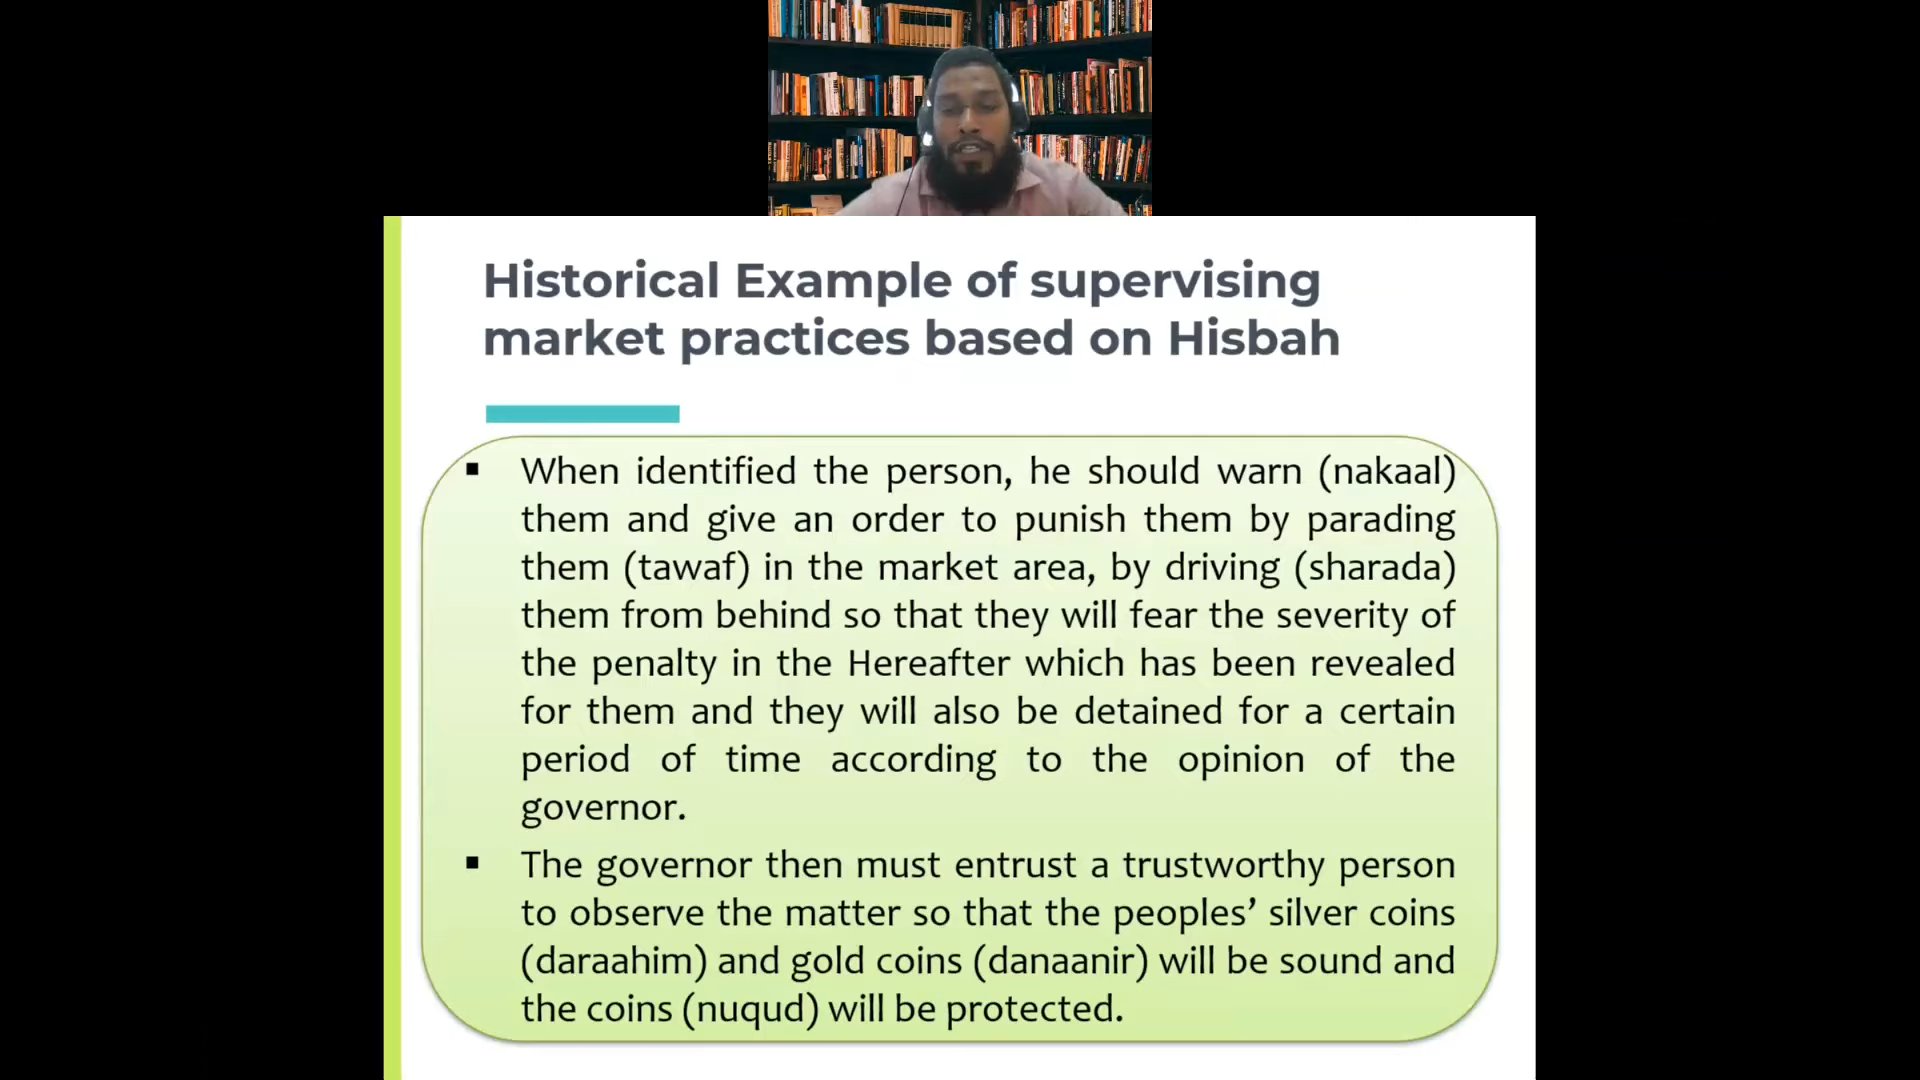 Historical Example of supervising
market practices based on Hisbah
▪ When identified the person, he should warn (nakaal)
them and give an order to punish them by parading
them (tawaf) in the market area, by driving (sharada)
them from behind so that they will fear the severity of
the penalty in the Hereafter which has been revealed
for them and they will also be detained for a certain
period of time according to the opinion of the
governor.
▪ The governor then must entrust a trustworthy person
to observe the matter so that the peoples’ silver coins
(daraahim) and gold coins (danaanir) will be sound and
the coins (nuqud) will be protected.